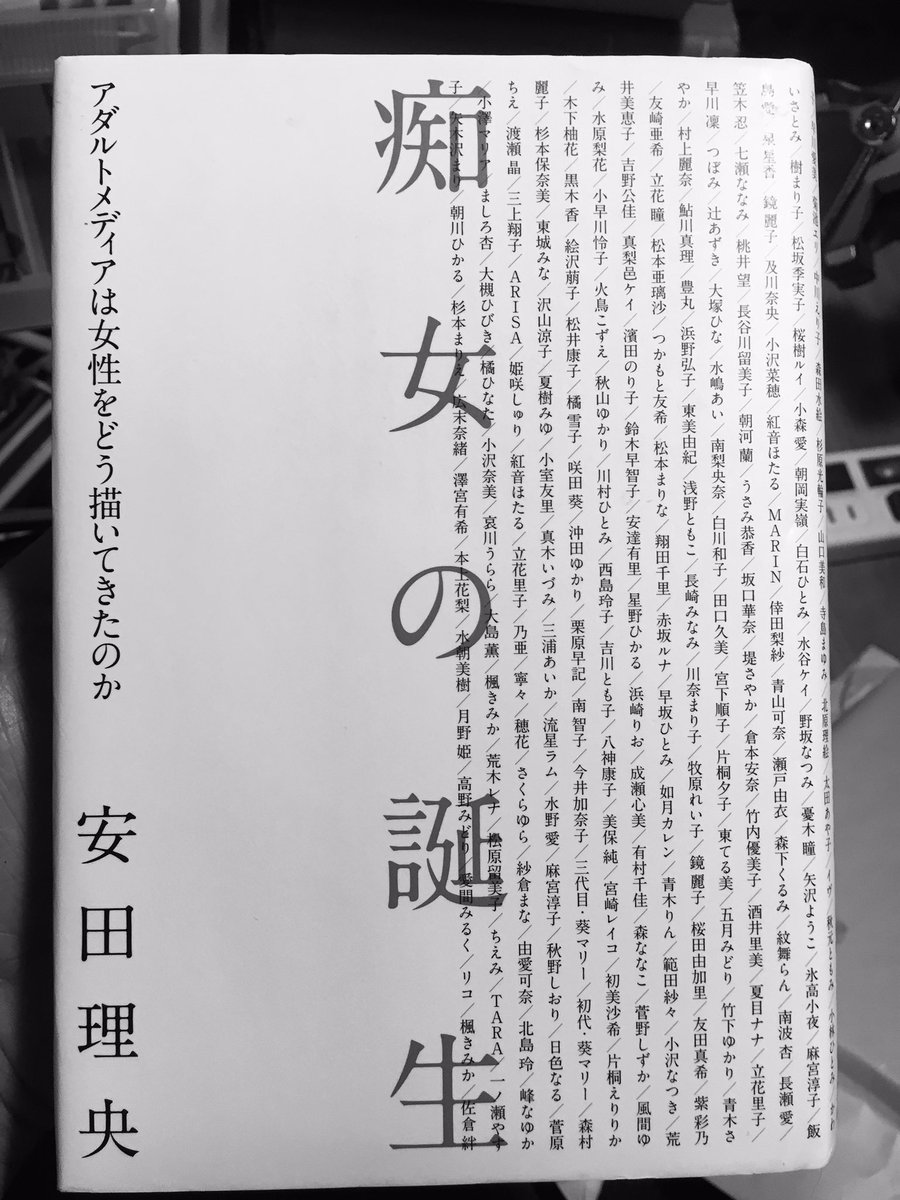 菊池エリ／中川えり子／森田水絵／杉原光輪子／山口美和／寺島まゆみ／北原理絵／太田あや子／イヴ／秋元ともみ／小林ひとみ／かわ
いさとみ／樹まり子／松坂季実子／桜樹ルイ／小森愛／朝岡実嶺／白石ひとみ／水谷ケイ／野坂なつみ／憂木瞳／矢沢ようこ／氷高小夜／麻宮淳子／飯
星香／鏡麗子／及川奈央／小沢菜穂／紅音ほたる／MARIN／倖田梨紗／青山可奈／瀬戸由衣／森下くるみ／紋舞らん／南波杏／長瀬愛／
笠木忍／七瀬ななみ／桃井望／長谷川留美子／朝河蘭／うさみ恭香／坂口華奈／堤さやか／倉本安奈／竹内優美子／酒井里美／夏目ナナ／立花里子／
早川凜／つぼみ／辻あずき／大塚ひな／水嶋あい／南梨央奈／白川和子／田口久美／宮下順子／片桐夕子／東てる美／五月みどり／竹下ゆかり／青木さ
やか／村上麗奈／鮎川真理／豊丸／浜野弘子／東美由紀／浅野ともこ／長崎みなみ／川奈まり子／牧原れい子／鏡麗子／桜田由加里／友田真希／紫彩乃
／友崎亜希／立花瞳／松本亜璃沙／つかもと友希／松本まりな／翔田千里／赤坂ルナ／早坂ひとみ／如月カレン／青木りん／範田紗々／小沢なつき／荒
井美恵子／吉野公佳／真梨邑ケイ／濱田のり子／鈴木早智子／安達有里／星野ひかる／浜崎りお／成瀬心美／有村千佳／森ななこ／菅野しずか／風間ゆ
み／水原梨花／小早川怜子／火鳥こずえ／秋山ゆかり／川村ひとみ／西島玲子／吉川とも子／八神康子／美保純／宮崎レイコ／初美沙希／片桐えりりか
／木下柚花／黒木香／絵沢萠子／松井康子／橘雪子／咲田葵／沖田ゆかり／栗原早記／南智子／今井加奈子／三代目・葵マリー／初代・葵マリー／森村
麗子／杉本保奈美／東城みな／沢山涼子／夏樹みゆ／小室友里／真木いづみ／三浦あいか／流星ラム／水野愛／麻宮淳子／秋野しおり／日色なる／菅原
ちえ／渡瀬晶／三上翔子／ARISA／姫咲しゅり／紅音ほたる／立花里子／乃亜／寧々／穂花／さくらゆら／紗倉まな／由愛可奈／北島玲／峰なゆか
／小澤マリア／ましろ杏／大槻ひびき／橘ひなた／小沢奈美／哀川うらら／大島薫／楓きみか／荒木レナ／松原留美子／ちえみ／TARA／一ノ瀬やす
子／矢木沢まり／朝川ひかる／杉本まりえ／広末奈緒／澤宮有希／本上花梨／水朝美樹／月野姫／高野みどり／愛間みるく／リコ／楓きみか／佐倉絆
痴女の誕生
アダルトメディアは女性をどう描いてきたのか
安田理央